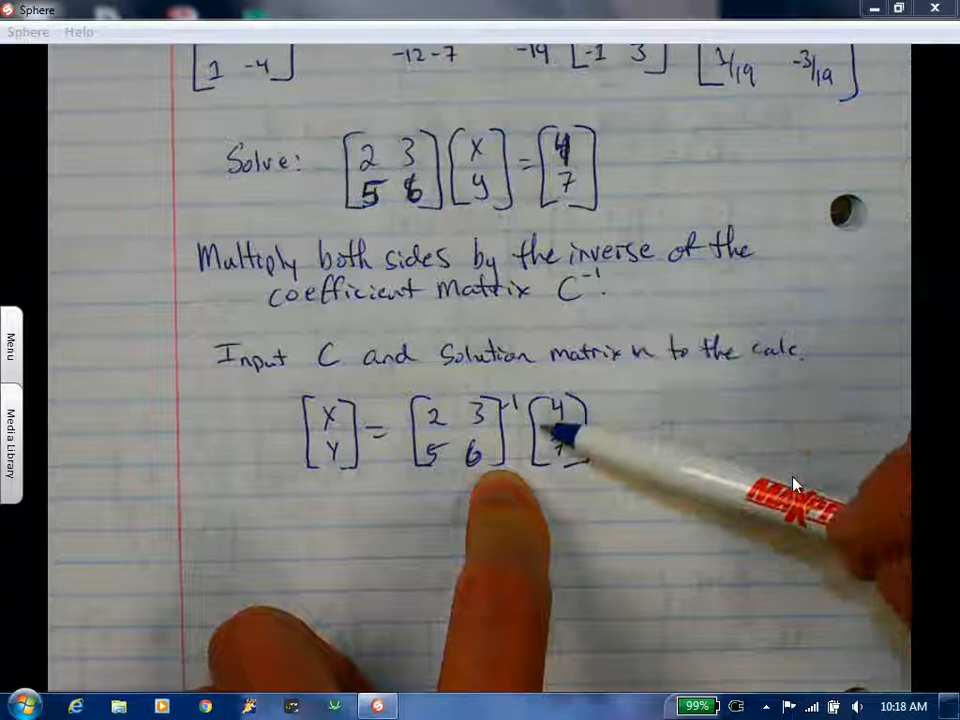 Sphere
Sphere Help
-12-7 -19 [-1 3] [1/19 -3/19]
[1 -4]
Solve: [2 3 [x = [4
5 6] y] 7]
Multiply both sides by the inverse of the
coefficient Matrix C⁻¹.
Input C and Solution matrix n to the calc.
[x = [2 3 ⁻¹ [4
y] 5 6] 7]
Menu
Media Library
99%
10:18 AM